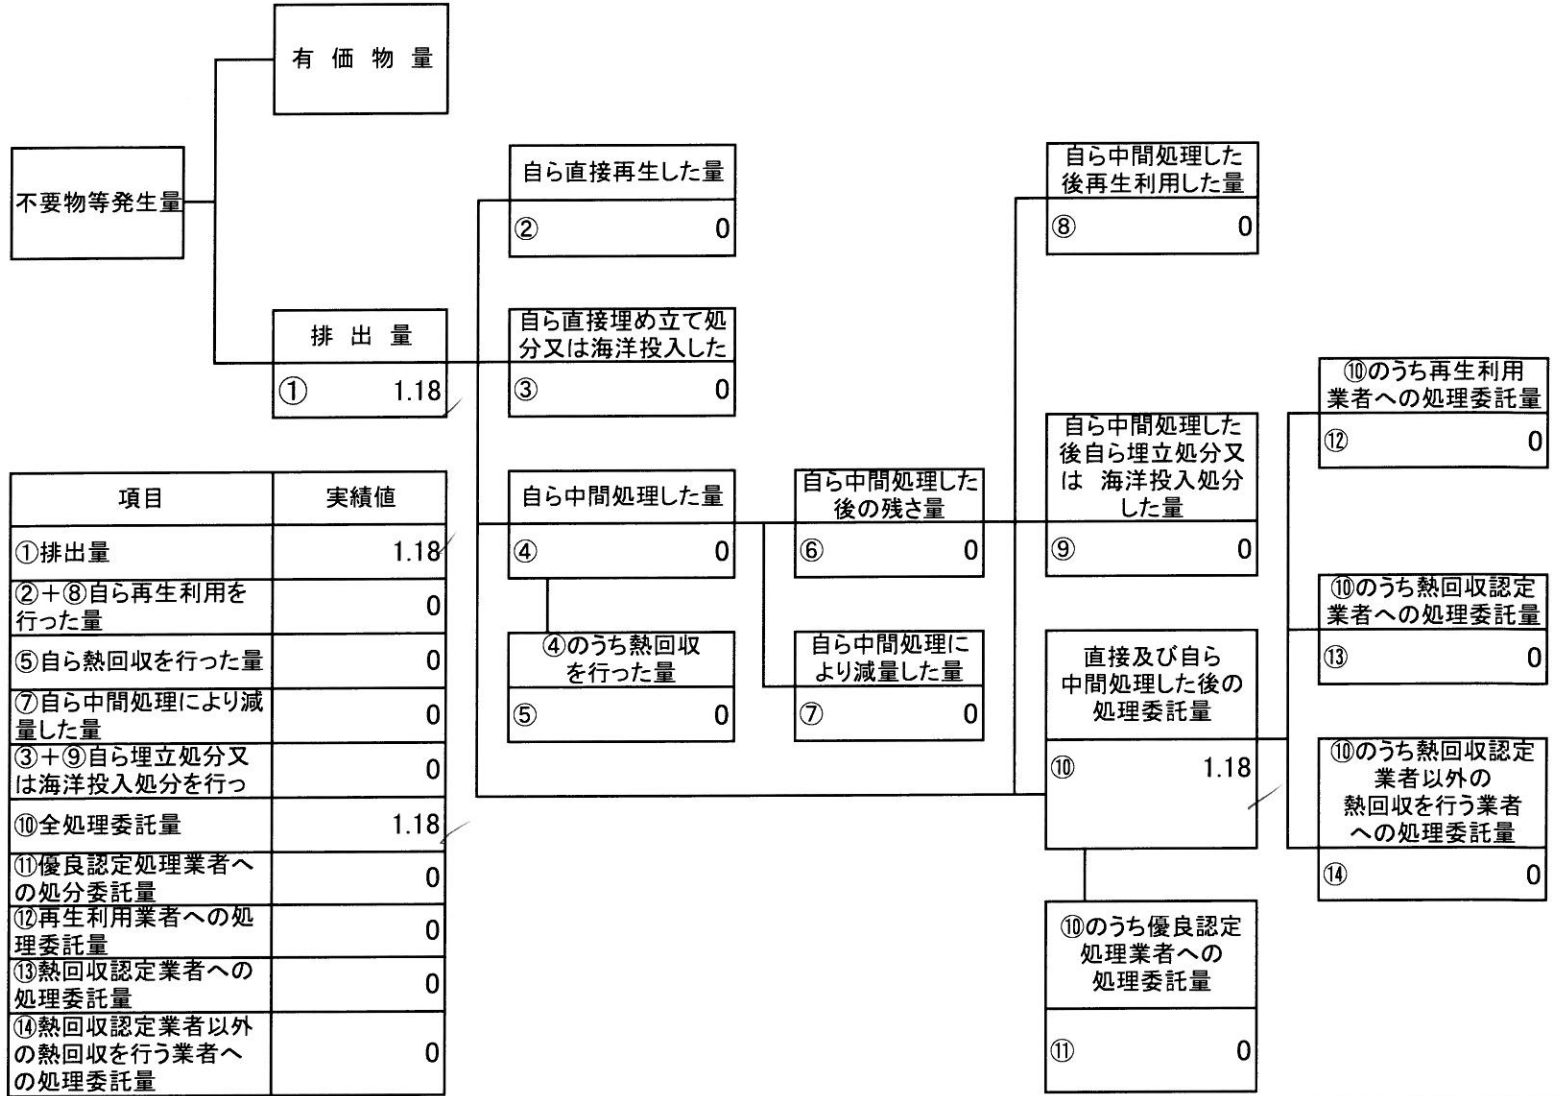 有 価 物 量
不要物等発生量
排 出 量
① 1.18
自ら直接再生した量
② 0
自ら直接埋め立て処
分又は海洋投入した
③ 0
自ら中間処理した量
④ 0
④のうち熱回収
を行った量
⑤ 0
自ら中間処理した
後の残さ量
⑥ 0
自ら中間処理に
より減量した量
⑦ 0
自ら中間処理した
後再生利用した量
⑧ 0
自ら中間処理した
後自ら埋立処分又
は 海洋投入処分
した量
⑨ 0
直接及び自ら
中間処理した後の
処理委託量
⑩ 1.18
⑩のうち優良認定
処理業者への
処理委託量
⑪ 0
⑩のうち再生利用
業者への処理委託量
⑫ 0
⑩のうち熱回収認定
業者への処理委託量
⑬ 0
⑩のうち熱回収認定
業者以外の
熱回収を行う業者
への処理委託量
⑭ 0
項目 実績値
①排出量 1.18
②+⑧自ら再生利用を
行った量 0
⑤自ら熱回収を行った量 0
⑦自ら中間処理により減
量した量 0
③+⑨自ら埋立処分又
は海洋投入処分を行っ 0
⑩全処理委託量 1.18
⑪優良認定処理業者へ
の処分委託量 0
⑫再生利用業者への処
理委託量 0
⑬熱回収認定業者への
処理委託量 0
⑭熱回収認定業者以外
の熱回収を行う業者へ
の処理委託量 0